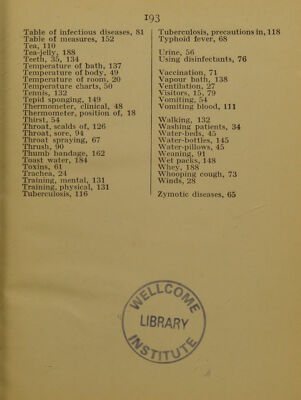 193
Table of infectious diseases, 81
Table of measures, 152
Tea, 110
Tea-jelly, 188
Teeth, 35, 134
Temperature of bath, 137
Temperature of body, 49
Temperature of room, 20
Temperature charts, 50
Tennis, 132
Tepid sponging, 149
Thermometer, clinical, 48
Thermometer, position of, 18
Thirst, 54
Throat, scalds of, 126
Throat, sore, 94
Throat spraying, 67
Thrush, 90
Thumb bandage, 162
Toast water, 184
Toxins, 61
Trachea, 24
Training, mental, 131
Training, physical, 131
Tuberculosis, 116
Tuberculosis, precautions in, 118
Typhoid fever, 68
Urine, 56
Using disinfectants, 76
Vaccination, 71
Vapour bath, 138
Ventilation, 27
Visitors, 15, 79
Vomiting, 54
Vomiting blood, 111
Walking, 132
Washing patients, 34
Water-beds, 45
Water-bottles, 145
Water-pillows, 45
Weaning, 91
Wet packs, 148
Whey, 188
Whooping cough, 73
Winds, 28
Zymotic diseases, 65
WELLCOME
LIBRARY
INSTITUTE